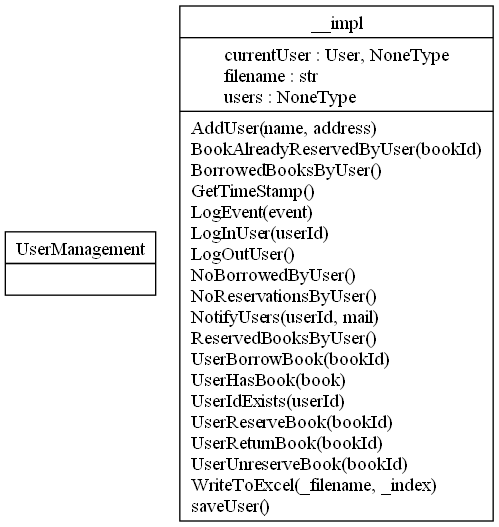 UserManagement
__impl
currentUser : User, NoneType
filename : str
users : NoneType
AddUser(name, address)
BookAlreadyReservedByUser(bookId)
BorrowedBooksByUser()
GetTimeStamp()
LogEvent(event)
LogInUser(userId)
LogOutUser()
NoBorrowedByUser()
NoReservationsByUser()
NotifyUsers(userId, mail)
ReservedBooksByUser()
UserBorrowBook(bookId)
UserHasBook(book)
UserIdExists(userId)
UserReserveBook(bookId)
UserReturnBook(bookId)
UserUnreserveBook(bookId)
WriteToExcel(_filename, _index)
saveUser()